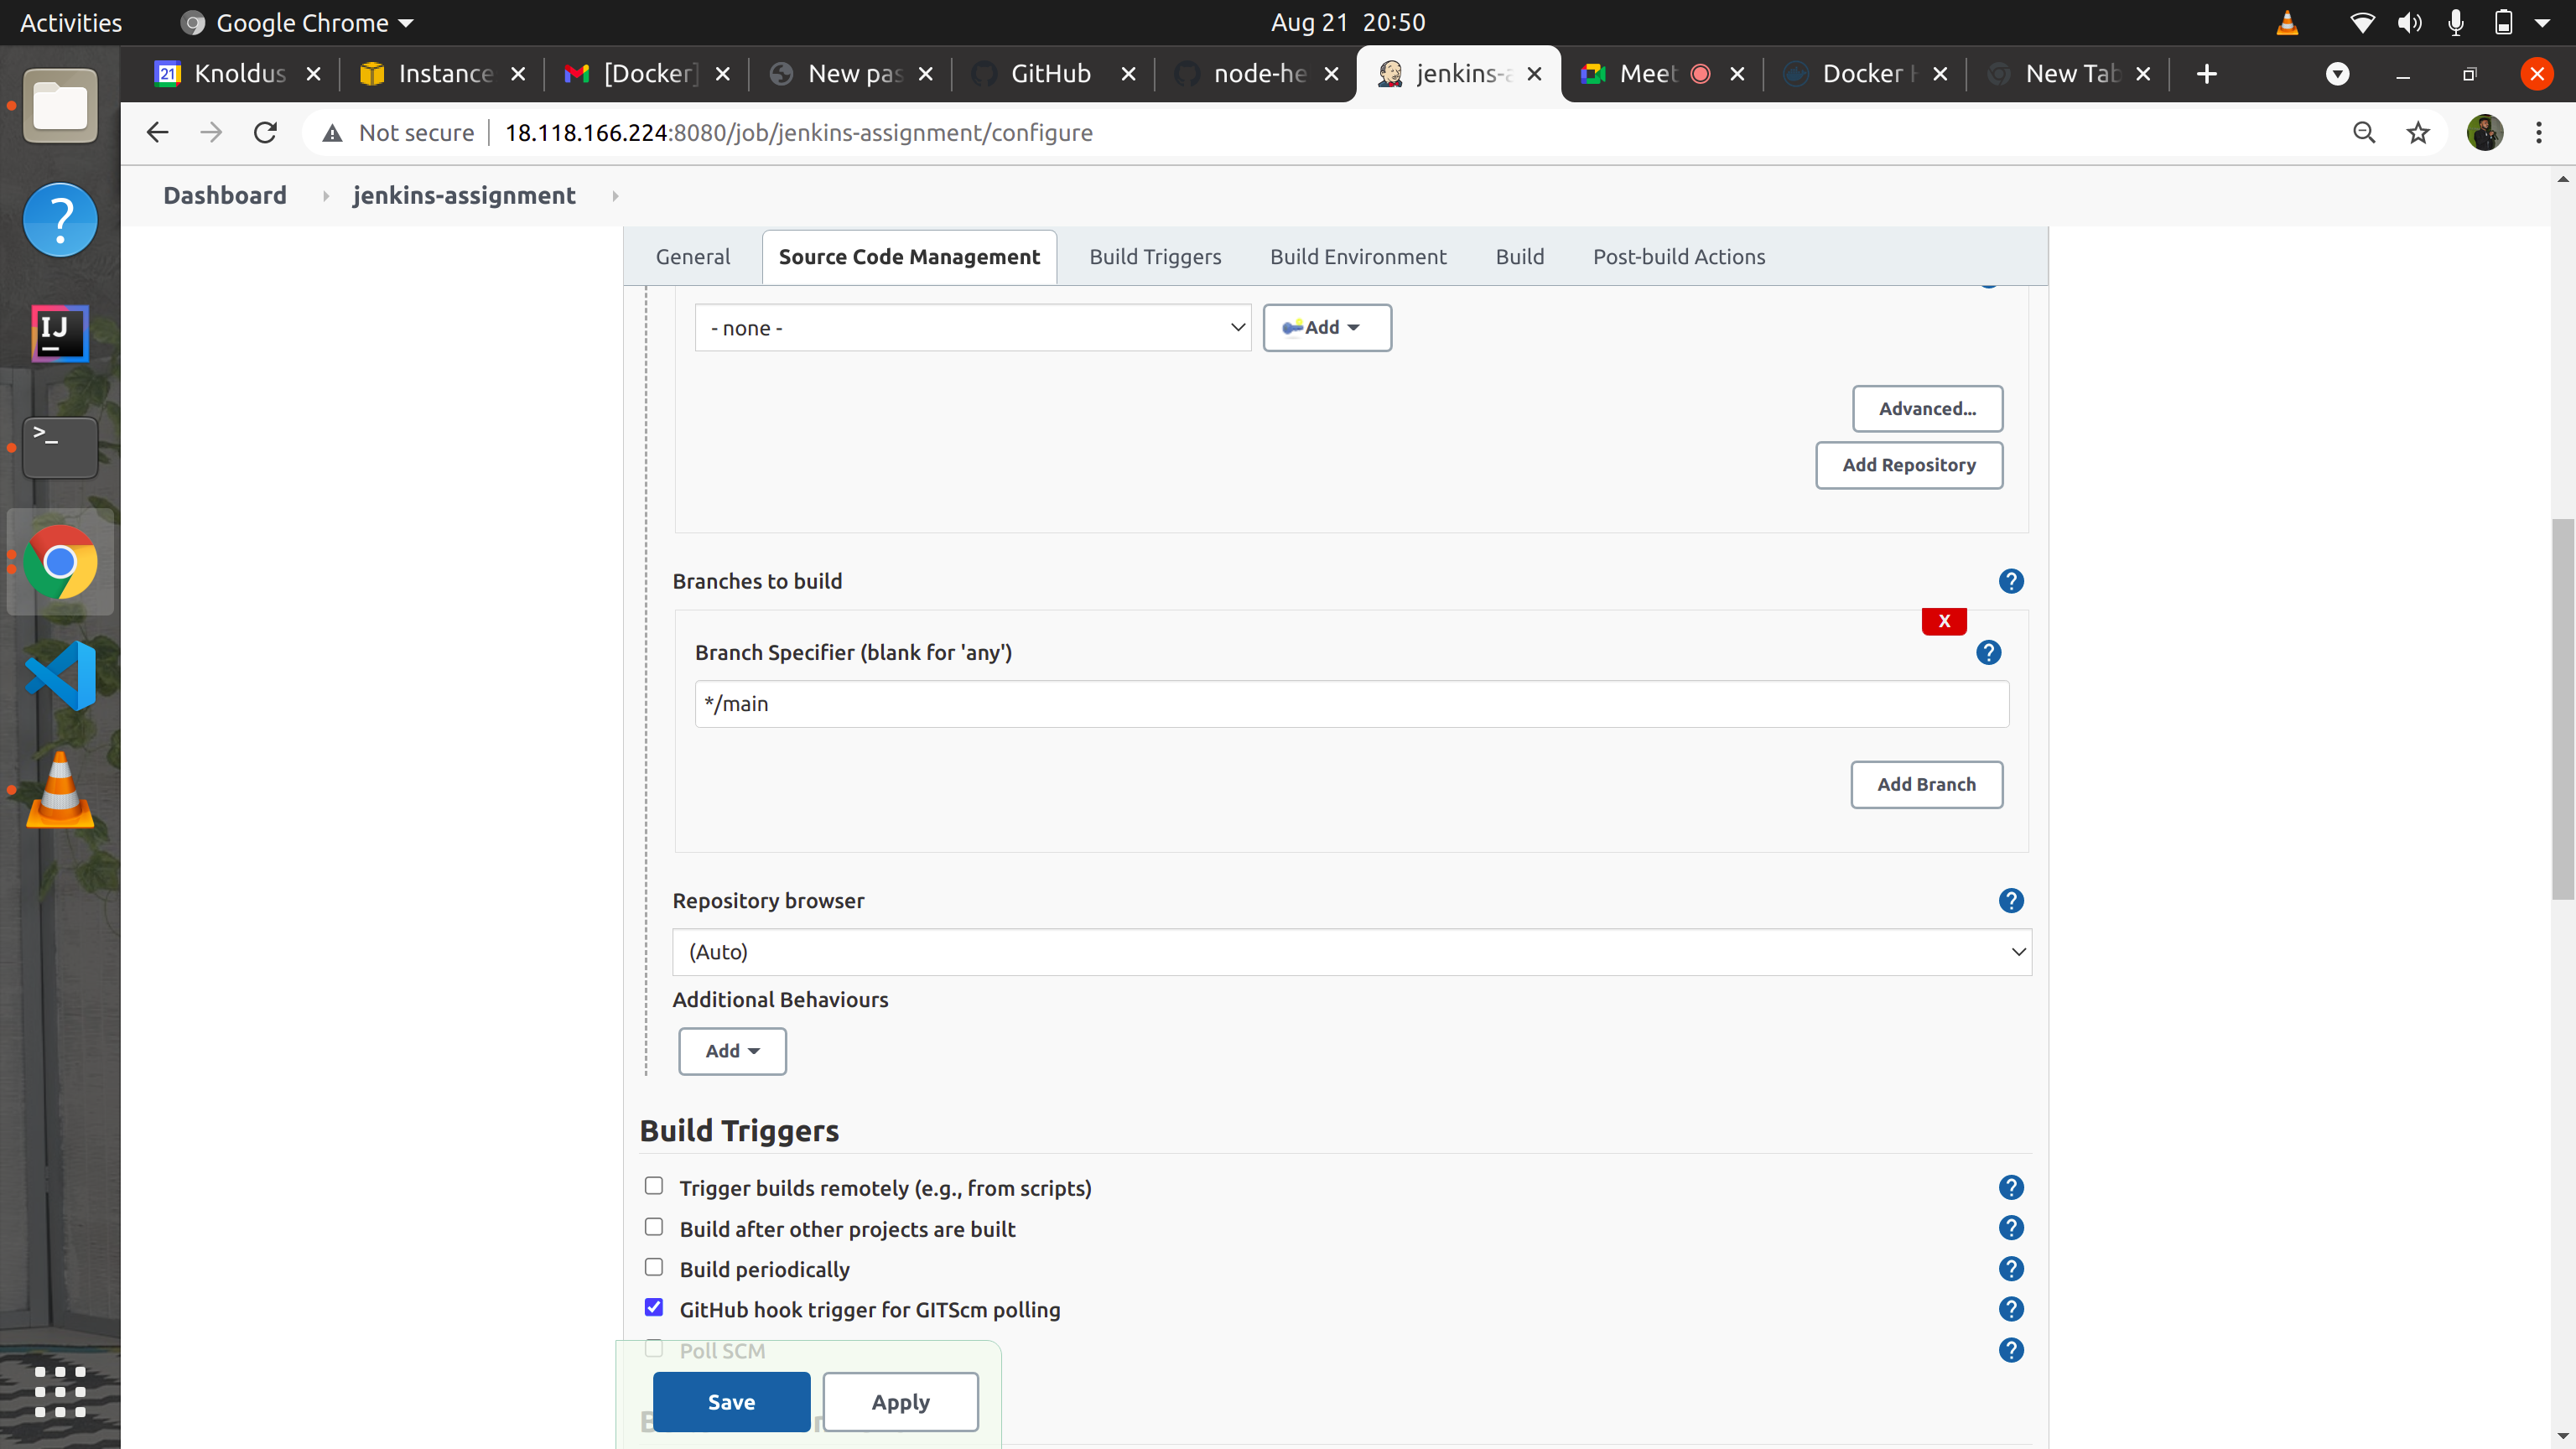 Activities Google Chrome Aug 21 20:50
Knoldus [Docker] Instance New pas GitHub node-he jenkins-a Meet Docker H New Tab
Not secure 18.118.166.224:8080/job/jenkins-assignment/configure
Dashboard jenkins-assignment
General Source Code Management Build Triggers Build Environment Build Post-build Actions
- none - Add
Advanced...
Add Repository
Branches to build
X
Branch Specifier (blank for 'any')
*/main
Add Branch
Repository browser
(Auto)
Additional Behaviours
Add
Build Triggers
Trigger builds remotely (e.g., from scripts)
Build after other projects are built
Build periodically
GitHub hook trigger for GITScm polling
Poll SCM
Save Apply